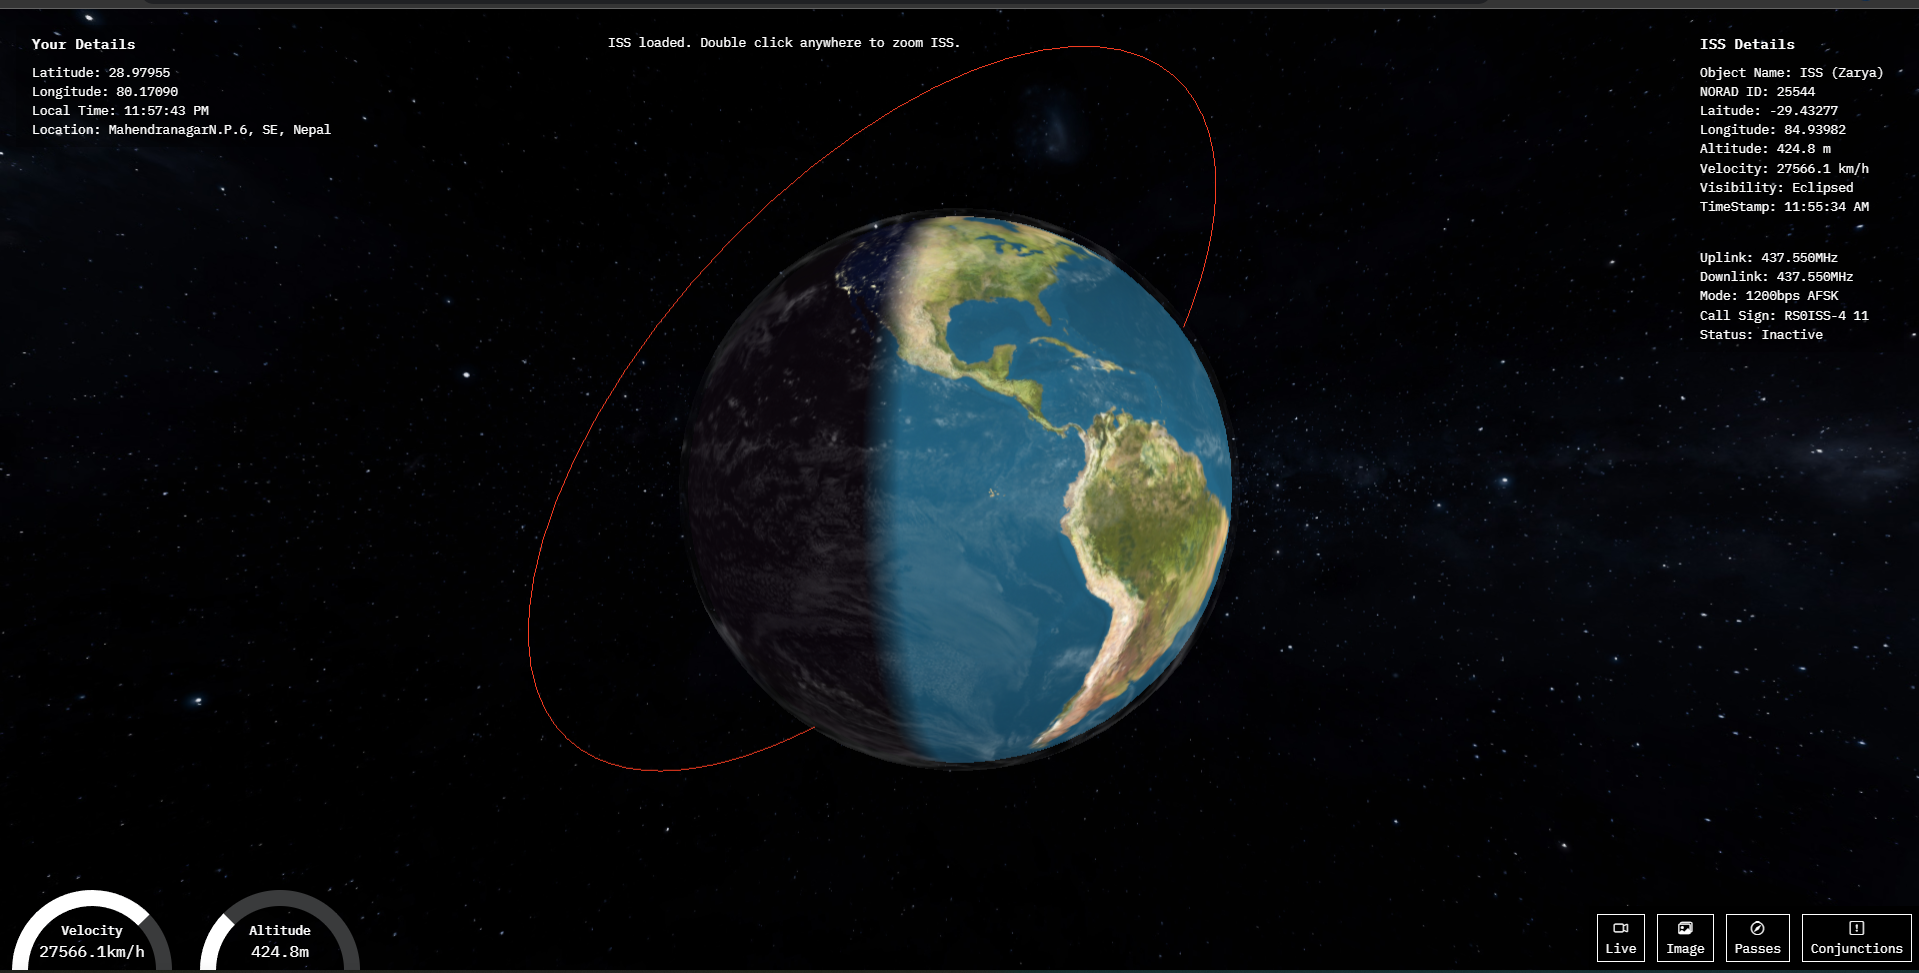 Your Details
Latitude: 28.97955
Longitude: 80.17090
Local Time: 11:57:43 PM
Location: MahendranagarN.P.6, SE, Nepal
ISS loaded. Double click anywhere to zoom ISS.
ISS Details
Object Name: ISS (Zarya)
NORAD ID: 25544
Laitude: -29.43277
Longitude: 84.93982
Altitude: 424.8 m
Velocity: 27566.1 km/h
Visibility: Eclipsed
TimeStamp: 11:55:34 AM
Uplink: 437.550MHz
Downlink: 437.550MHz
Mode: 1200bps AFSK
Call Sign: RS0ISS-4 11
Status: Inactive
Velocity
27566.1km/h
Altitude
424.8m
Live
Image
Passes
Conjunctions